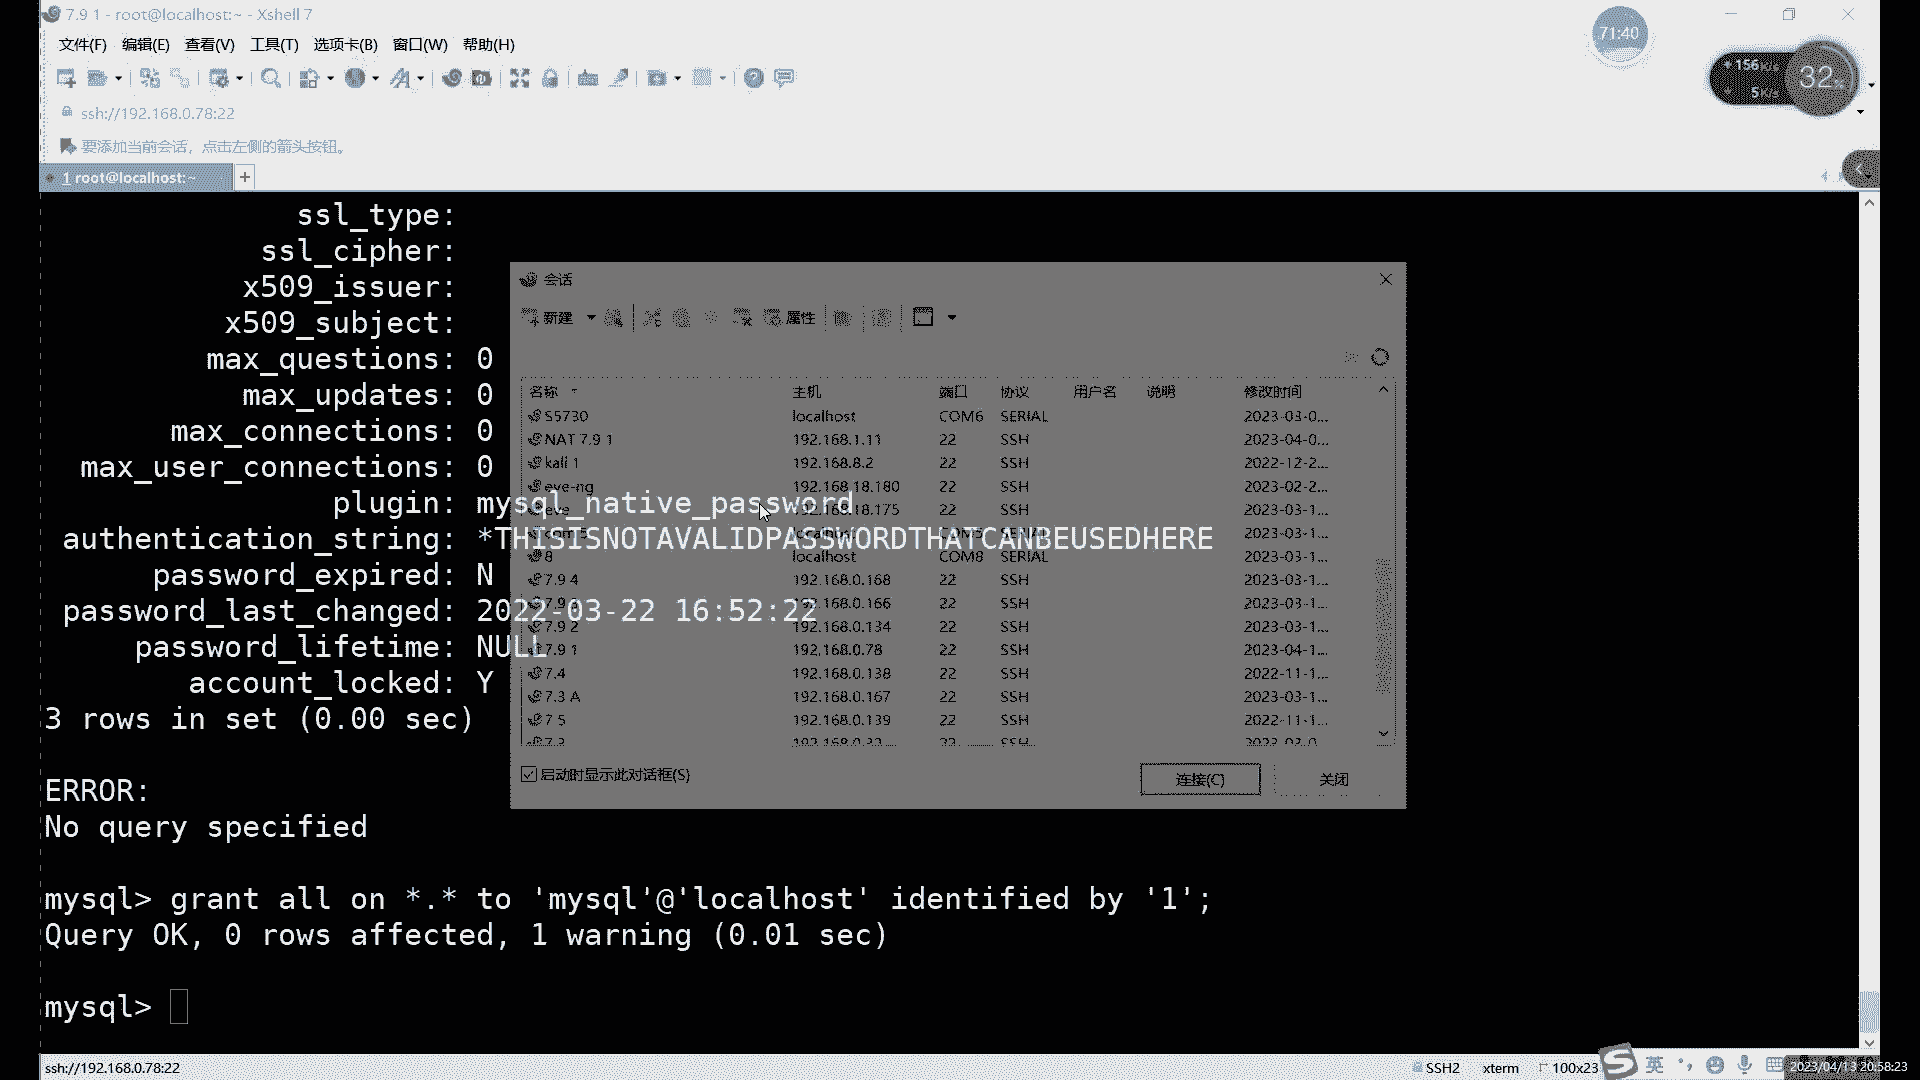 7.9 1 - root@localhost:~ - Xshell 7
文件(F) 编辑(E) 查看(V) 工具(T) 选项卡(B) 窗口(W) 帮助(H)
71:40
156K/s
5K/s
32%
ssh://192.168.0.78:22
要添加当前会话，点击左侧的箭头按钮。
1 root@localhost:~
+
ssl_type:
ssl_cipher:
x509_issuer:
x509_subject:
max_questions: 0
max_updates: 0
max_connections: 0
max_user_connections: 0
plugin: mysql_native_password
authentication_string: *THISISNOTAVALIDPASSWORDTHATCANBEUSEDHERE
password_expired: N
password_last_changed: 2022-03-22 16:52:22
password_lifetime: NULL
account_locked: Y
3 rows in set (0.00 sec)
ERROR:
No query specified
mysql> grant all on *.* to 'mysql'@'localhost' identified by '1';
Query OK, 0 rows affected, 1 warning (0.01 sec)
mysql>
会话
新建 属性
名称 主机 端口 协议 用户名 说明 修改时间
S5730 localhost COM6 SERIAL 2023-03-0...
NAT 7.9 1 192.168.1.11 22 SSH 2023-04-0...
kali 1 192.168.8.2 22 SSH 2022-12-2...
eve-ng 192.168.18.180 22 SSH 2023-02-2...
eve 192.168.18.175 22 SSH 2023-03-1...
localhost SERIAL 2023-03-1...
8 localhost COM8 SERIAL 2023-03-1...
7.9 4 192.168.0.168 22 SSH 2023-03-1...
192.168.0.166 22 SSH 2023-03-1...
7.9 2 192.168.0.134 22 SSH 2023-03-1...
7.9 1 192.168.0.78 22 SSH 2023-04-1...
7.4 192.168.0.138 22 SSH 2022-11-1...
7.3 A 192.168.0.167 22 SSH 2023-03-1...
7 5 192.168.0.139 22 SSH 2022-11-1...
启动时显示此对话框(S) 连接(C) 关闭
ssh://192.168.0.78:22 SSH2 xterm 100x23
英
2023/04/13 20:58:23